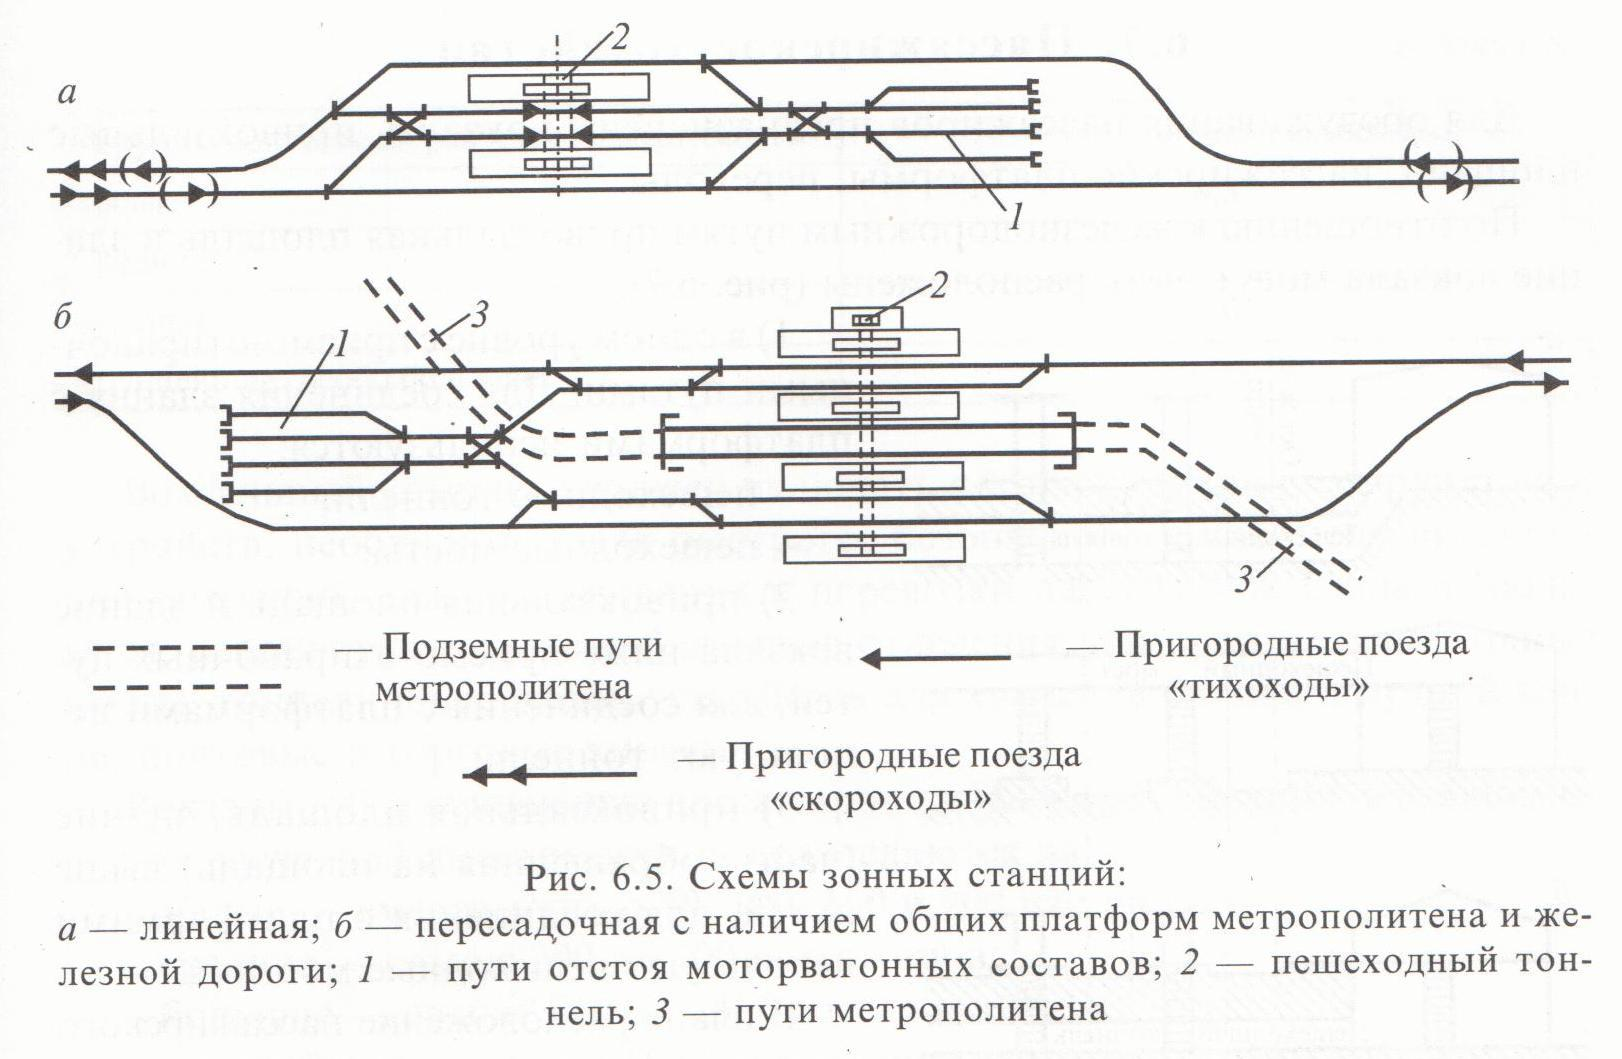 а
2
1
б
1
3
2
3
Подземные пути
метрополитена
— Пригородные поезда
«тихоходы»
— Пригородные поезда
«скороходы»
Рис. 6.5. Схемы зонных станций:
а — линейная; б — пересадочная с наличием общих платформ метрополитена и же-
лезной дороги; 1 — пути отстоя моторвагонных составов; 2 — пешеходный тон-
нель; 3 — пути метрополитена